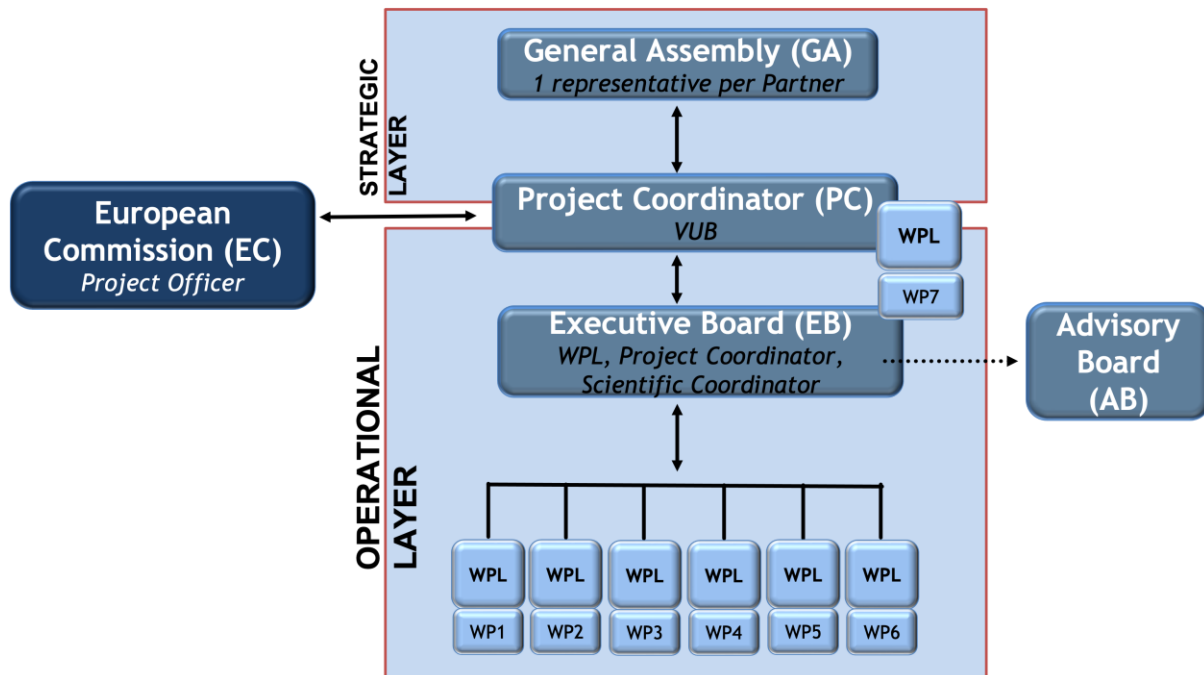 STRATEGIC
LAYER
General Assembly (GA)
1 representative per Partner
European
Commission (EC)
Project Officer
Project Coordinator (PC)
VUB
WPL
WP7
OPERATIONAL
LAYER
Executive Board (EB)
WPL, Project Coordinator,
Scientific Coordinator
Advisory
Board
(AB)
WPL WPL WPL WPL WPL WPL
WP1 WP2 WP3 WP4 WP5 WP6